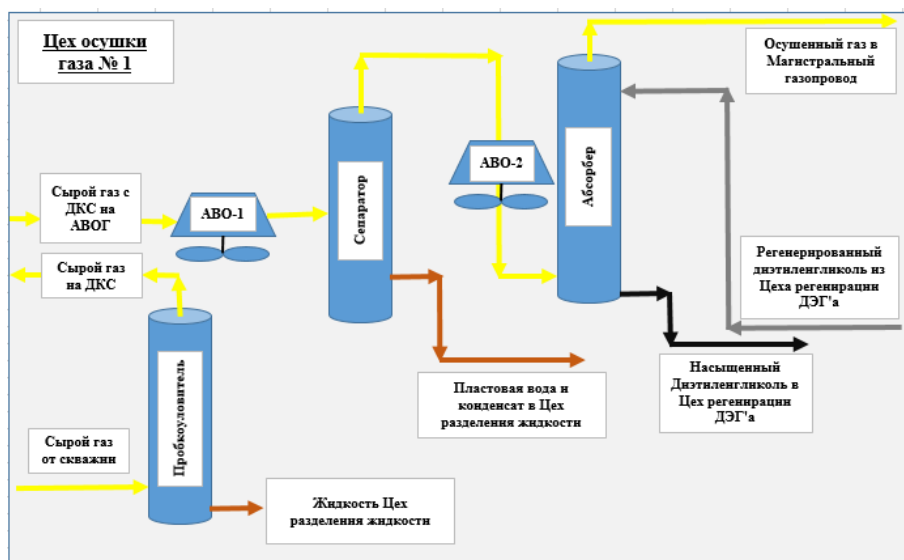 Цех осушки
газа № 1
Осушенный газ в
Магистральный
газопровод
Сепаратор
АВО-2
Абсорбер
Сырой газ с
ДКС на
АВОГ
АВО-1
Сырой газ
на ДКС
Регенерированный
диэтиленгликоль из
Цеха регенирации
ДЭГ'а
Пробкоуловитель
Пластовая вода и
конденсат в Цех
разделения жидкости
Насыщенный
Диэтиленгликоль в
Цех регенирации
ДЭГ'а
Сырой газ
от скважин
Жидкость Цех
разделения жидкости